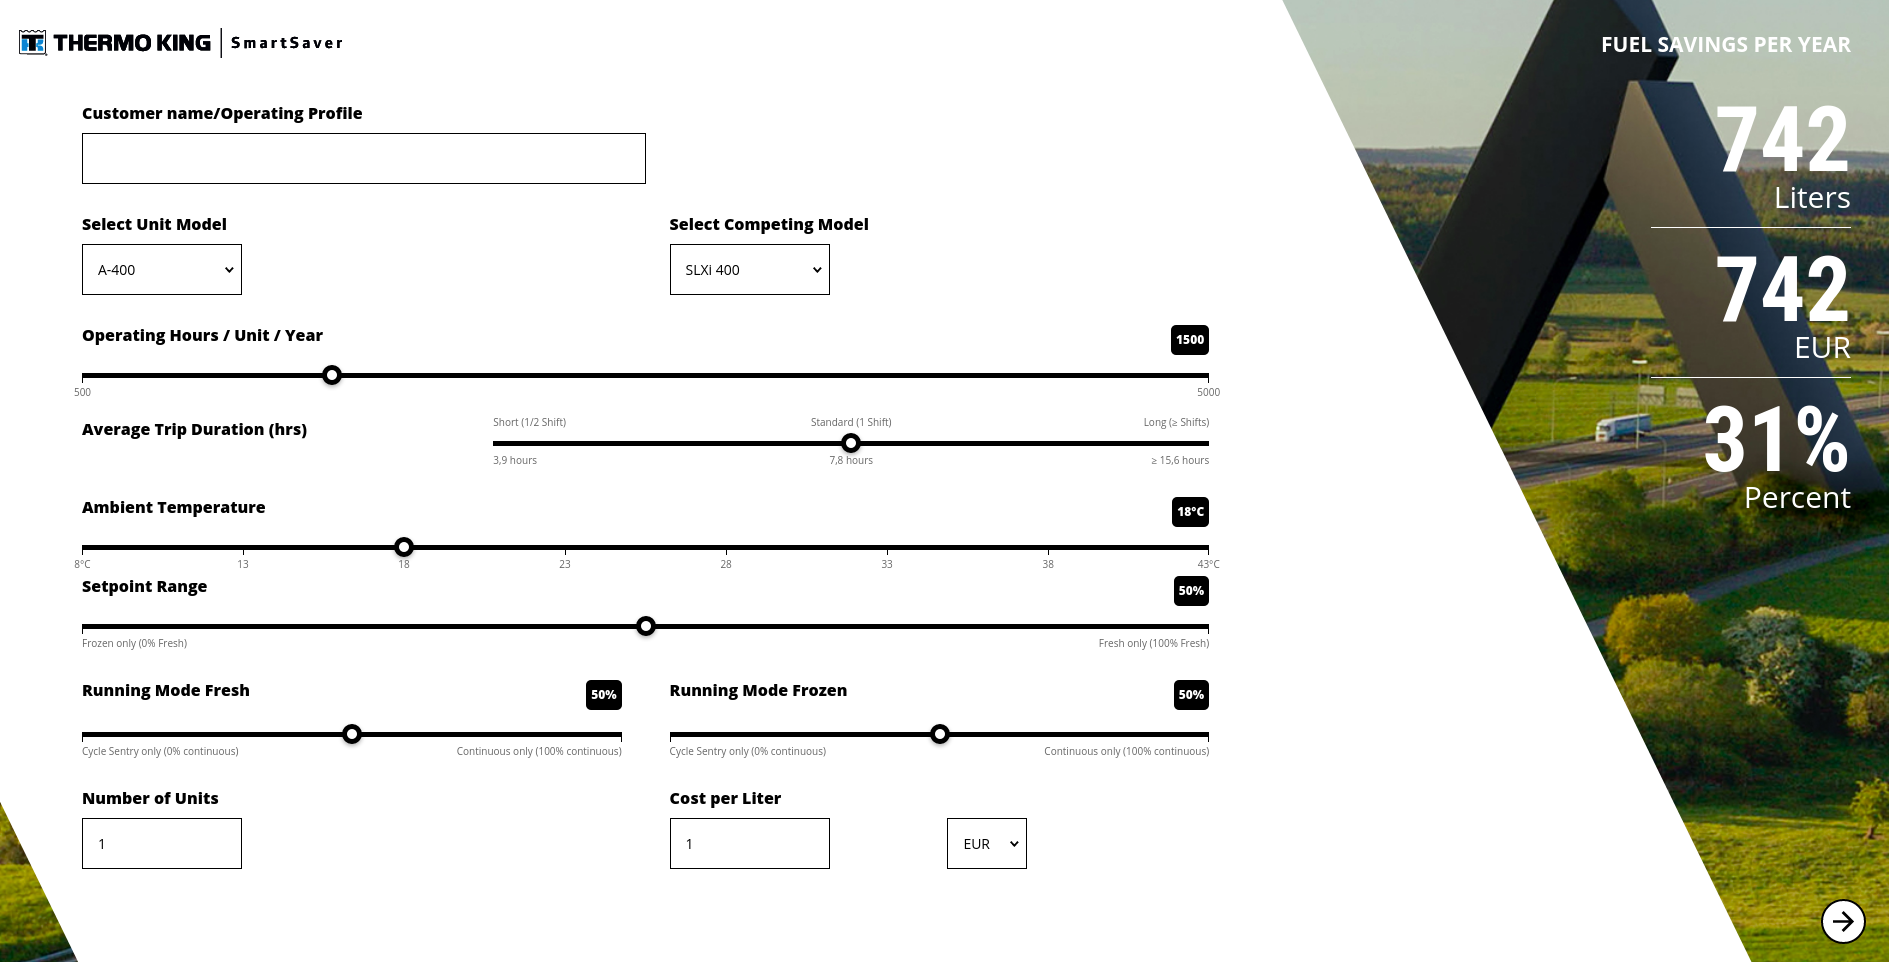 THERMO KING | SmartSaver
FUEL SAVINGS PER YEAR
742
Liters
742
EUR
31%
Percent
Customer name/Operating Profile
Select Unit Model
Select Competing Model
A-400
SLXi 400
Operating Hours / Unit / Year
1500
500
5000
Average Trip Duration (hrs)
Short (1/2 Shift)
Standard (1 Shift)
Long (≥ Shifts)
3,9 hours
7,8 hours
≥ 15,6 hours
Ambient Temperature
18°C
8°C
13
18
23
28
33
38
43°C
Setpoint Range
50%
Frozen only (0% Fresh)
Fresh only (100% Fresh)
Running Mode Fresh
50%
Cycle Sentry only (0% continuous)
Continuous only (100% continuous)
Running Mode Frozen
50%
Cycle Sentry only (0% continuous)
Continuous only (100% continuous)
Number of Units
1
Cost per Liter
1
EUR